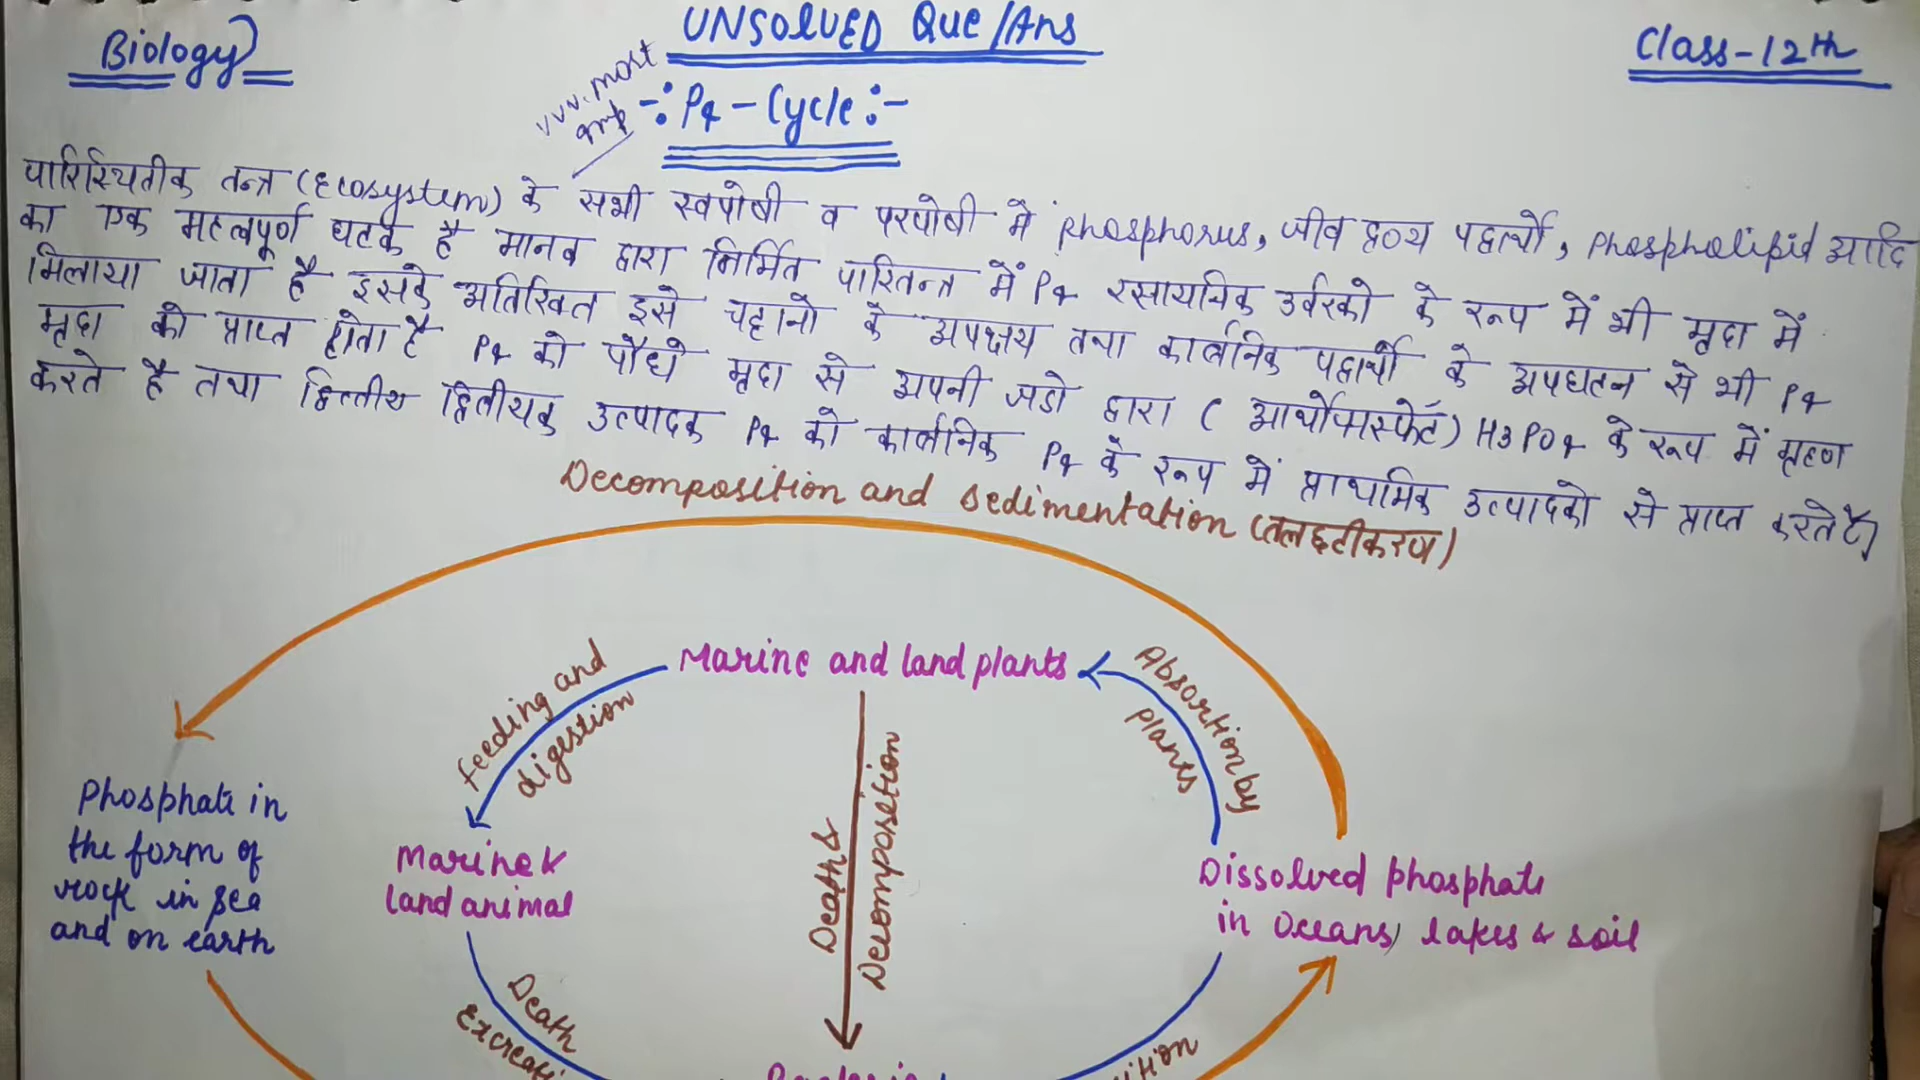 Biology
UNSOLVED Que/Ans
Class-12th
vvv. most
imp
-: P4 - Cycle :-
पारिस्थितीक तन्त्र (Ecosystem) के सभी स्वपोषी व परपोषी में Phosphorus, जीव द्रव्य पदार्थो, Phospholipid आदि
का एक महत्वपूर्ण घटक है मानव द्वारा निर्मित पारितन्त्र में P4 रसायनिक उर्वरको के रूप में भी मृदा में
मिलाया जाता है इसके अतिरिक्त इसे चट्टानो के अपक्षय तथा कार्बनिक पदार्थो के अपघटन से भी P4
मृदा को प्राप्त होता है P4 को पौधे मृदा से अपनी जडो द्वारा (आर्थोफास्फेट) H3PO4 के रूप में ग्रहण
करते है तथा द्वित्तीय द्वितीयक उत्पादक P4 को कार्बनिक P4 के रूप में प्राथमिक उत्पादको से प्राप्त करते है
Decomposition and sedimentation (तलछटीकरण)
Marine and land plants
feeding and
digestion
Absortion by
plants
Death &
Decomposition
Phosphate in
the form of
rock in sea
and on earth
Marine &
land animal
Dissolved phosphate
in Oceans, lakes & soil
Death